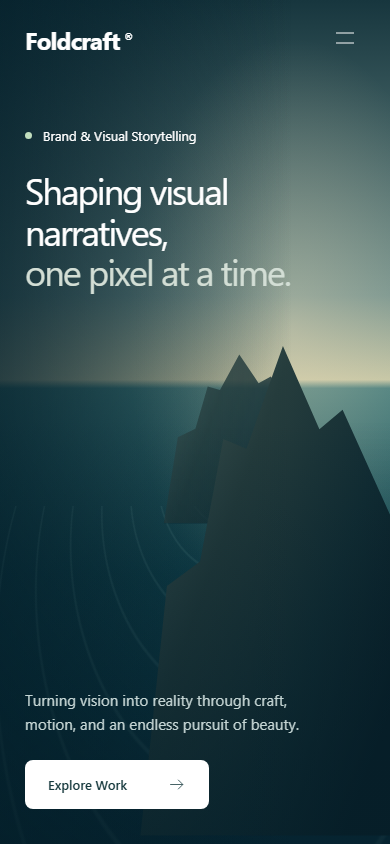 Foldcraft ®
Brand & Visual Storytelling
Shaping visual
narratives,
one pixel at a time.
Turning vision into reality through craft,
motion, and an endless pursuit of beauty.
Explore Work